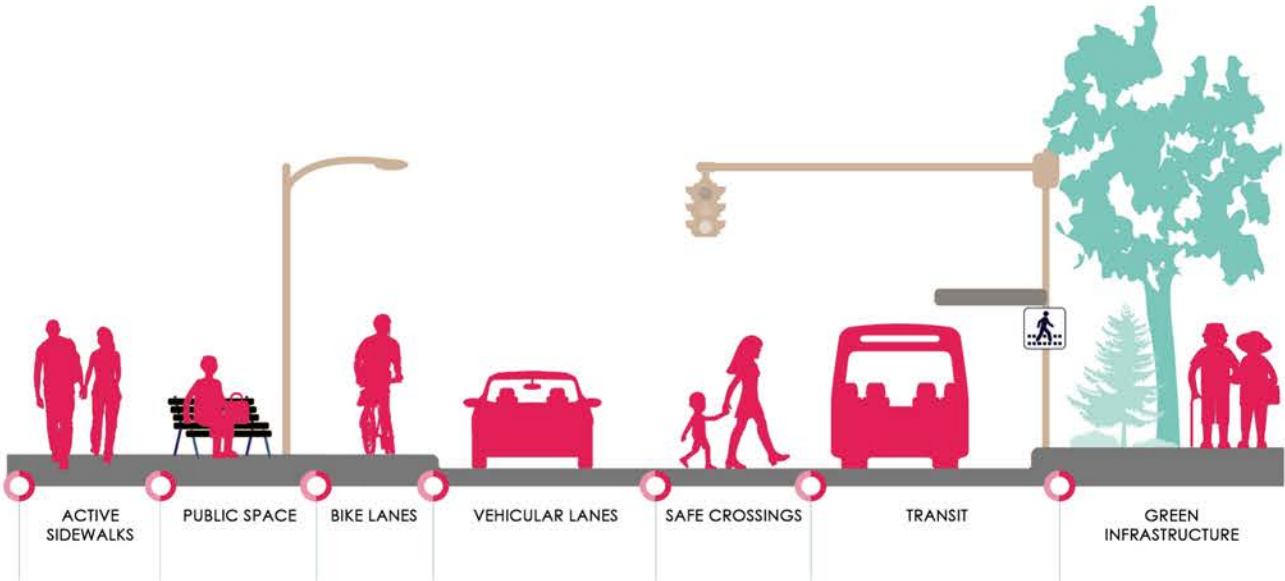 ACTIVE
SIDEWALKS
PUBLIC SPACE
BIKE LANES
VEHICULAR LANES
SAFE CROSSINGS
TRANSIT
GREEN
INFRASTRUCTURE